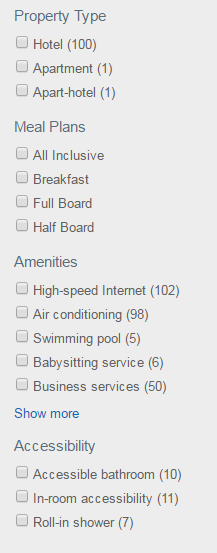 Property Type
Hotel (100)
Apartment (1)
Apart-hotel (1)
Meal Plans
All Inclusive
Breakfast
Full Board
Half Board
Amenities
High-speed Internet (102)
Air conditioning (98)
Swimming pool (5)
Babysitting service (6)
Business services (50)
Show more
Accessibility
Accessible bathroom (10)
In-room accessibility (11)
Roll-in shower (7)